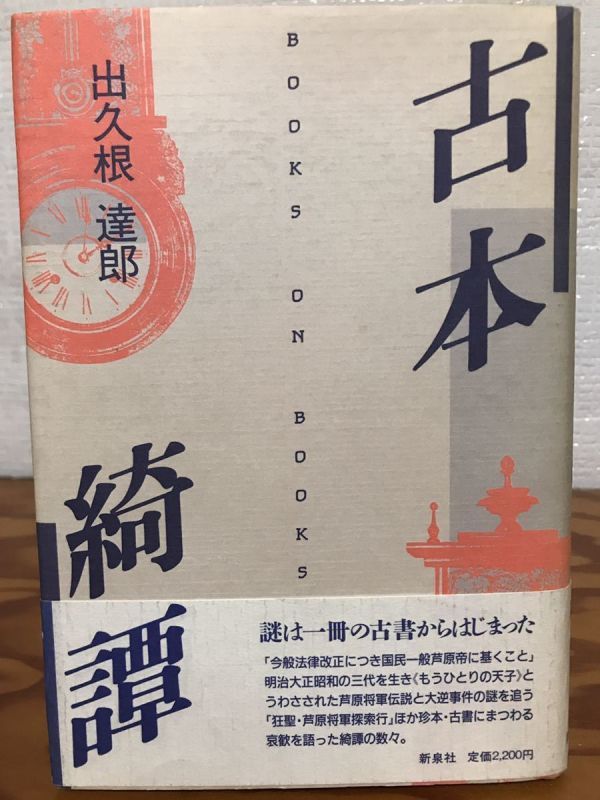 古本
綺譚
BOOKS ON BOOKS
出久根 達郎
謎は一冊の古書からはじまった
「今般法律改正につき国民一般芦原帝に基くこと」
明治大正昭和の三代を生き《もうひとりの天子》と
うわさされた芦原将軍伝説と大逆事件の謎を追う
「狂聖・芦原将軍探索行」ほか珍本・古書にまつわる
哀歓を語った綺譚の数々。
新泉社 定価2,200円